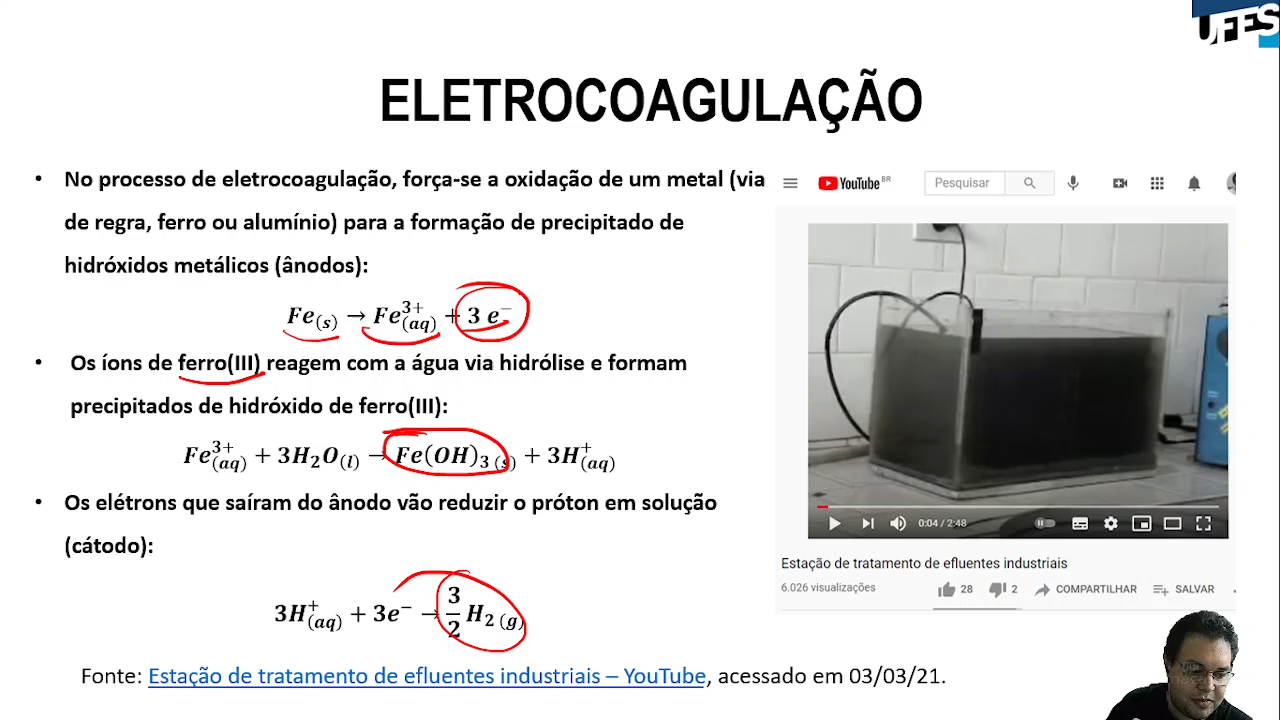 UFES
ELETROCOAGULAÇÃO
• No processo de eletrocoagulação, força-se a oxidação de um metal (via
de regra, ferro ou alumínio) para a formação de precipitado de
hidróxidos metálicos (ânodos):
Fe(s) → Fe3+(aq) + 3 e−
• Os íons de ferro(III) reagem com a água via hidrólise e formam
precipitados de hidróxido de ferro(III):
Fe3+(aq) + 3H2O(l) → Fe(OH)3 (s) + 3H+(aq)
• Os elétrons que saíram do ânodo vão reduzir o próton em solução
(cátodo):
3H+(aq) + 3e− → 3/2 H2 (g)
Fonte: Estação de tratamento de efluentes industriais – YouTube, acessado em 03/03/21.
YouTube BR
Pesquisar
0:04 / 2:48
Estação de tratamento de efluentes industriais
6.026 visualizações
28
2
COMPARTILHAR
SALVAR